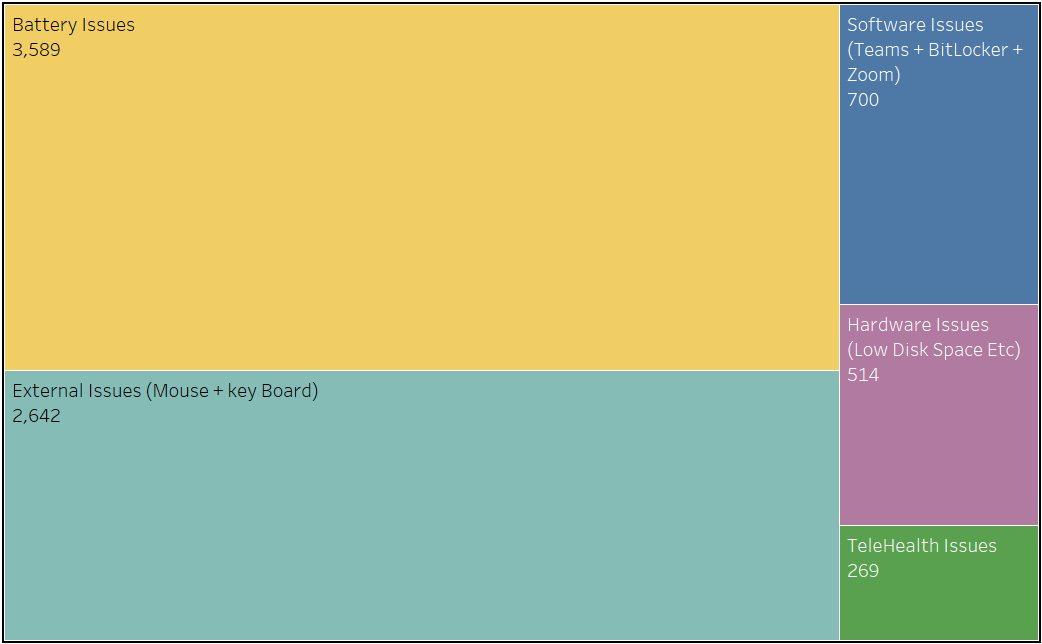 Battery Issues
3,589
External Issues (Mouse + key Board)
2,642
Software Issues
(Teams + BitLocker +
Zoom)
700
Hardware Issues
(Low Disk Space Etc)
514
TeleHealth Issues
269